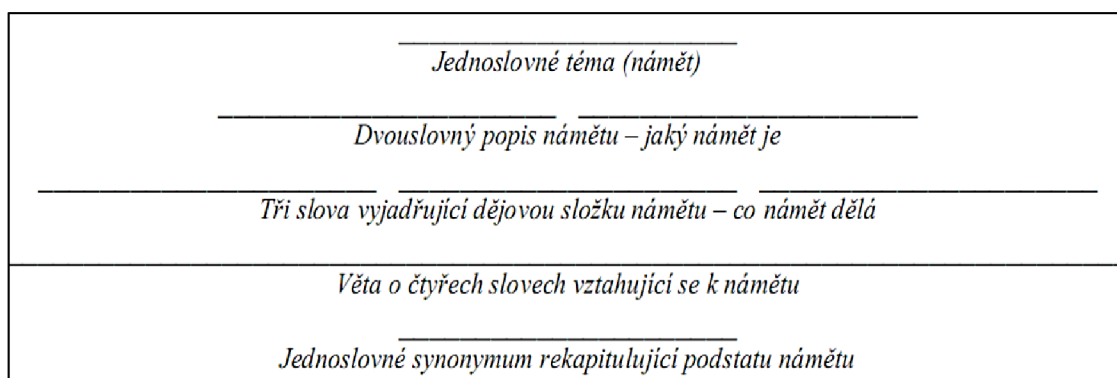 Jednoslovné téma (námět)
Dvouslovný popis námětu – jaký námět je
Tři slova vyjadřující dějovou složku námětu – co námět dělá
Věta o čtyřech slovech vztahující se k námětu
Jednoslovné synonymum rekapitulující podstatu námětu